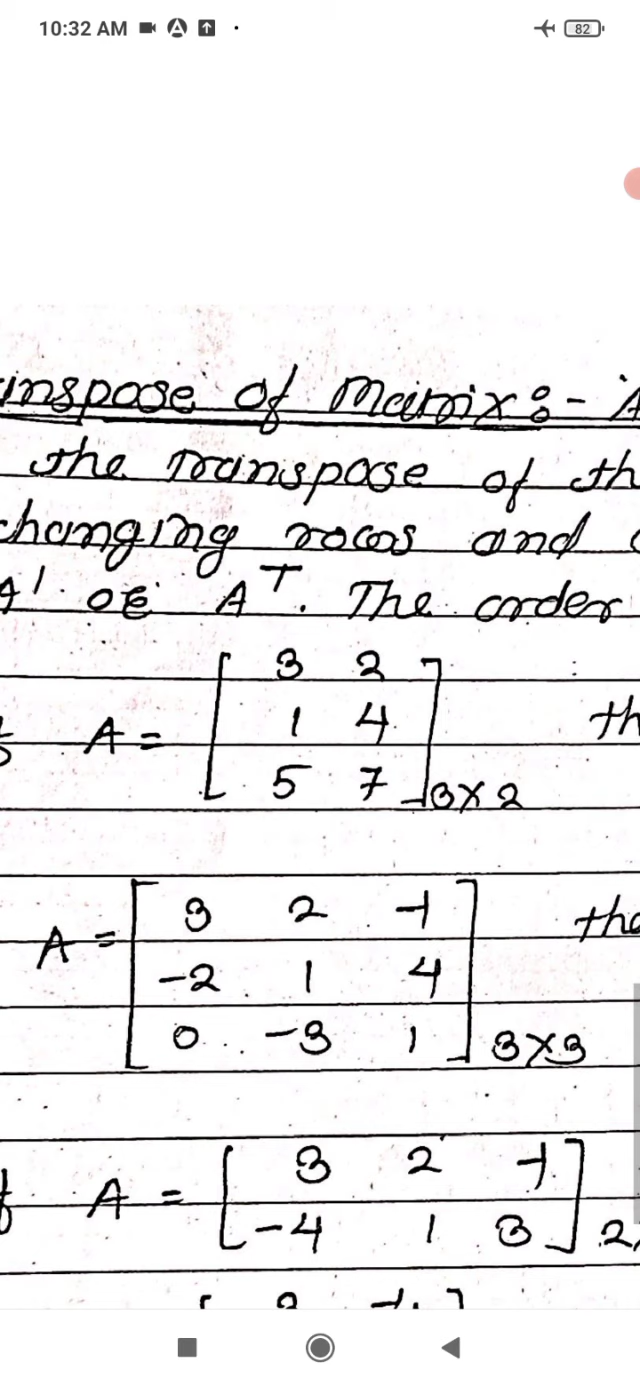 10:32 AM
82
anspose of Matrix :- A
the transpose of th
changing rows and c
A' or Aᵀ. The order
A = [ 3 2
1 4 th
5 7 ] 3×2
A = [ 3 2 -1 the
-2 1 4
0 -3 1 ] 3×3
f A = [ 3 2 -1
-4 1 3 ] 2×